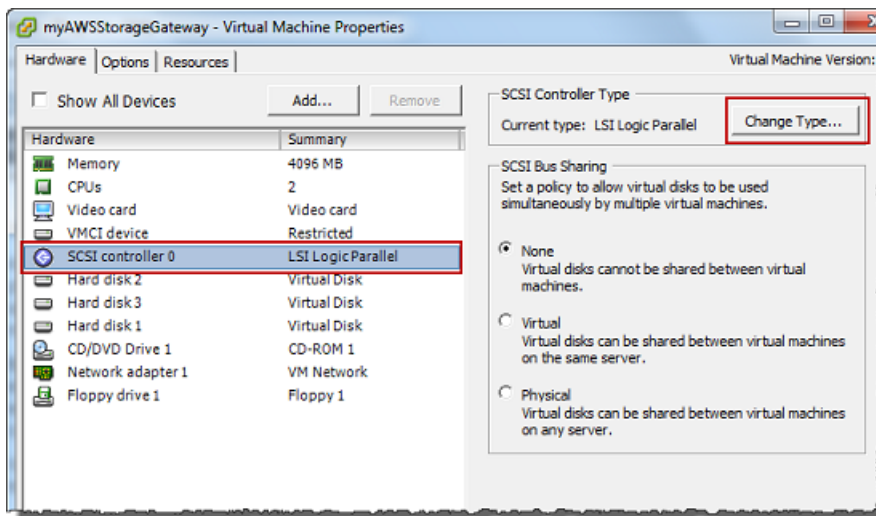 myAWSStorageGateway - Virtual Machine Properties
Hardware Options Resources
Virtual Machine Version:
Show All Devices
Add...
Remove
Hardware Summary
Memory 4096 MB
CPUs 2
Video card Video card
VMCI device Restricted
SCSI controller 0 LSI Logic Parallel
Hard disk 2 Virtual Disk
Hard disk 3 Virtual Disk
Hard disk 1 Virtual Disk
CD/DVD Drive 1 CD-ROM 1
Network adapter 1 VM Network
Floppy drive 1 Floppy 1
SCSI Controller Type
Current type: LSI Logic Parallel
Change Type...
SCSI Bus Sharing
Set a policy to allow virtual disks to be used
simultaneously by multiple virtual machines.
None
Virtual disks cannot be shared between virtual
machines.
Virtual
Virtual disks can be shared between virtual machines
on the same server.
Physical
Virtual disks can be shared between virtual machines
on any server.